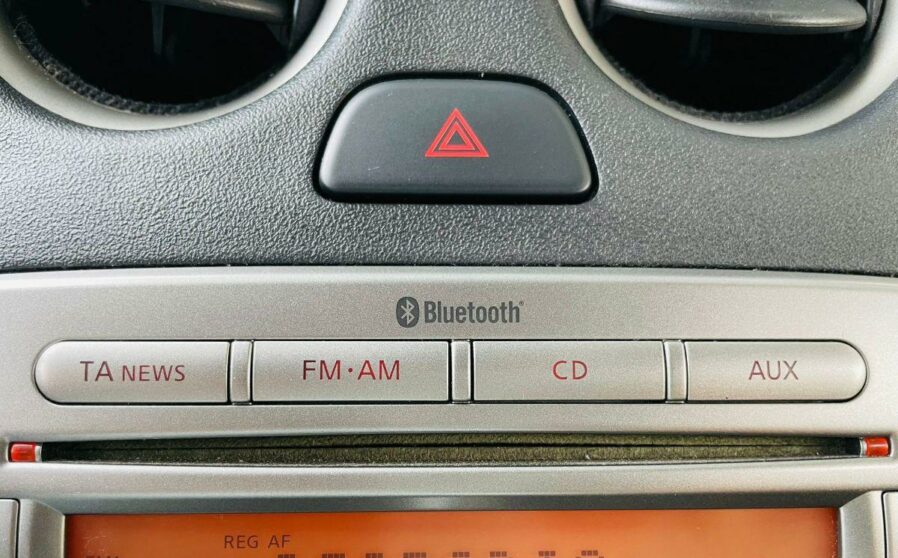 Bluetooth®
TA NEWS FM·AM CD AUX
REG AF